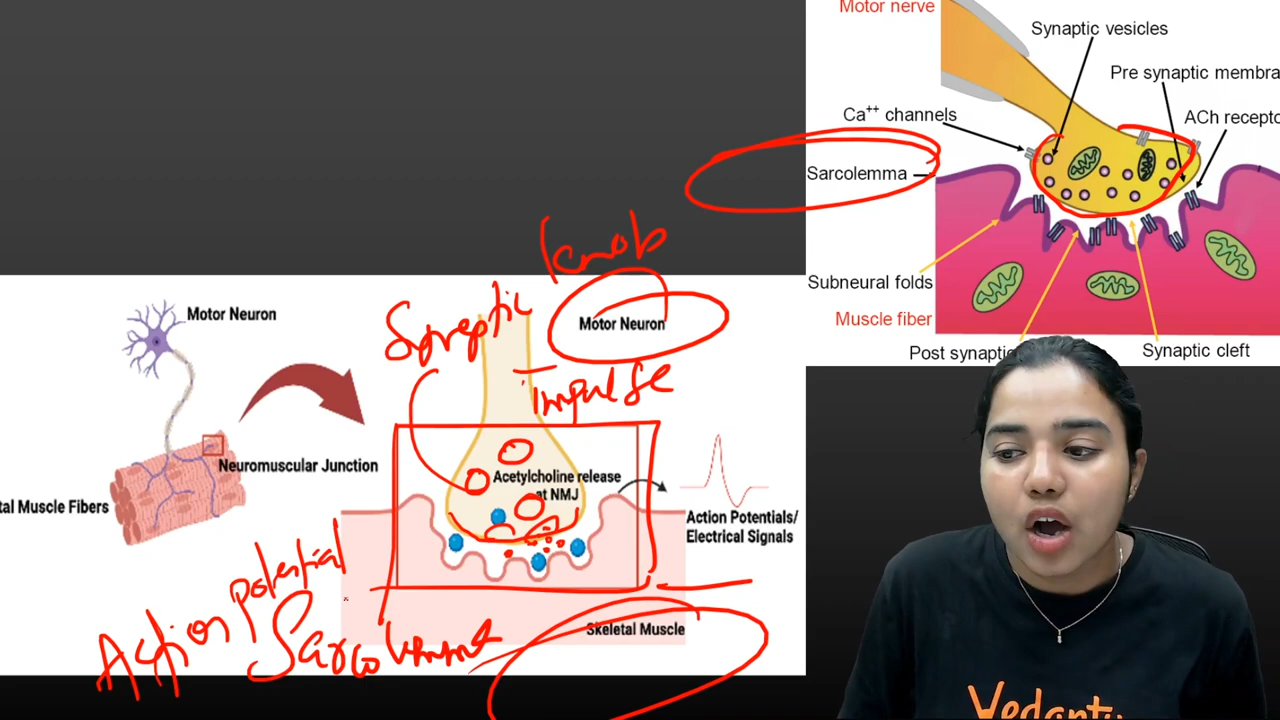 Motor nerve
Synaptic vesicles
Pre synaptic membra
Ca++ channels
ACh recepto
Sarcolemma
Subneural folds
Muscle fiber
Post synaptic
Synaptic cleft
knob
Synaptic
Motor Neuron
Impulse
Motor Neuron
Neuromuscular Junction
tal Muscle Fibers
Acetylcholine release
at NMJ
Action Potentials/
Electrical Signals
Skeletal Muscle
Action potential
Vedantu